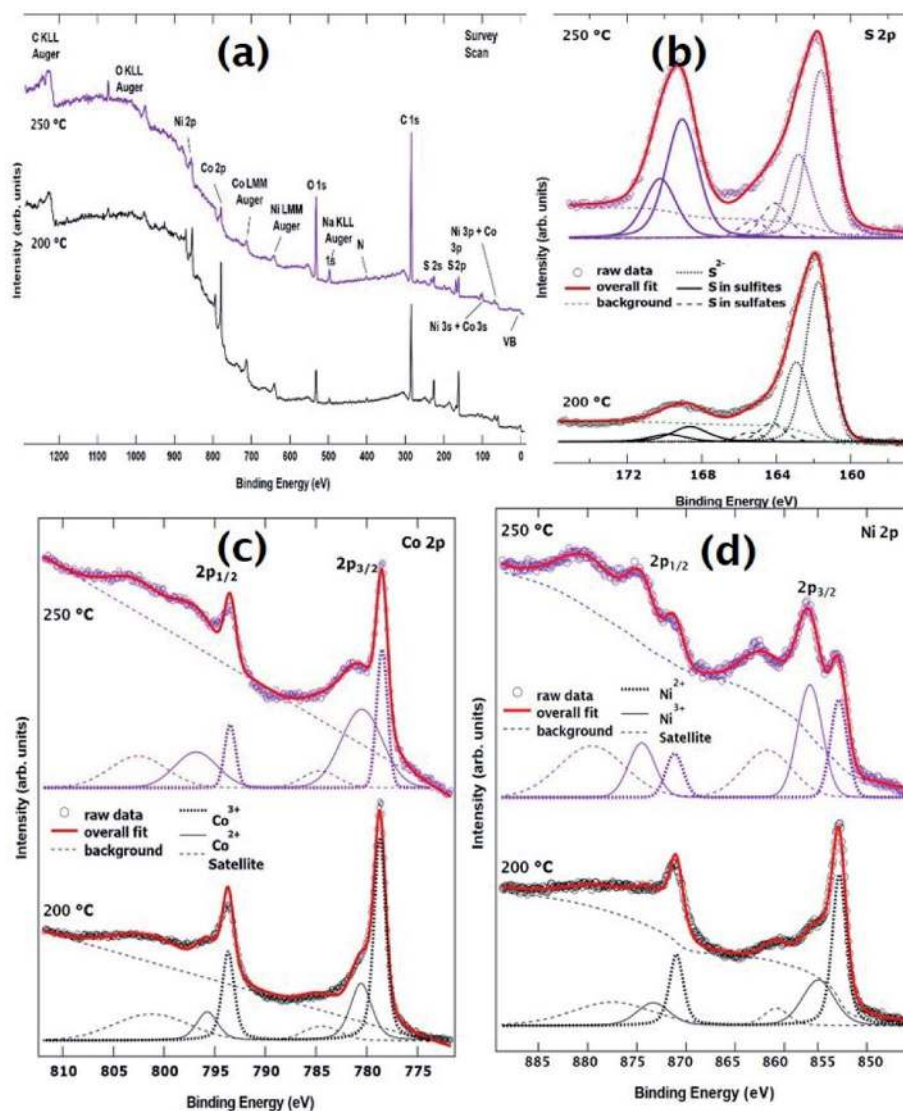 (a)
C KLL
Auger
O KLL
Auger
Survey
Scan
250 °C
Ni 2p
Co 2p
Co LMM
Auger
Ni LMM
Auger
O 1s
Na KLL
Auger
1s
N
C 1s
S 2s
Ni 3p + Co
3p
S 2p
Ni 3s + Co 3s
VB
200 °C
Intensity (arb. units)
1200 1100 1000 900 800 700 600 500 400 300 200 100 0
Binding Energy (eV)
(b)
250 °C
S 2p
raw data
overall fit
background
S2-
S in sulfites
S in sulfates
200 °C
Intensity (arb. units)
172 168 164 160
Binding Energy (eV)
(c)
Co 2p
250 °C
2p1/2
2p3/2
raw data
overall fit
background
3+
Co
2+
Co
Satellite
200 °C
Intensity (arb. units)
810 805 800 795 790 785 780 775
Binding Energy (eV)
(d)
250 °C
Ni 2p
2p1/2
2p3/2
raw data
overall fit
background
Ni2+
3+
Ni
Satellite
200 °C
Intensity (arb. units)
885 880 875 870 865 860 855 850
Binding Energy (eV)